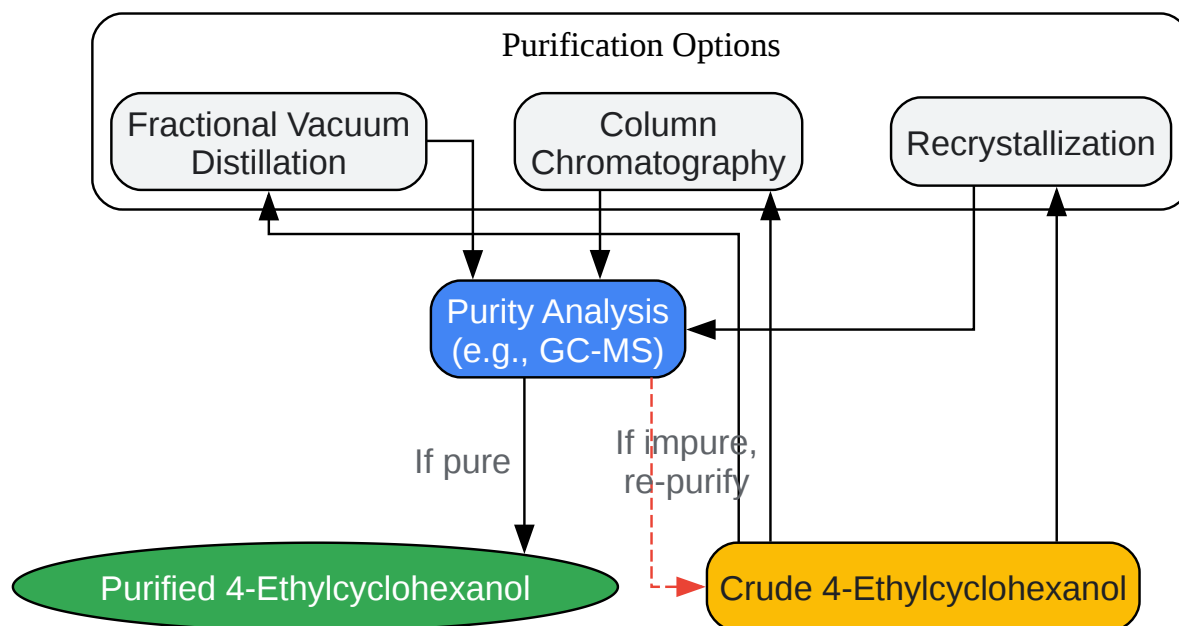 Purification Options
Fractional Vacuum
Distillation
Column
Chromatography
Recrystallization
Purity Analysis
(e.g., GC-MS)
If pure
If impure,
re-purify
Purified 4-Ethylcyclohexanol
Crude 4-Ethylcyclohexanol